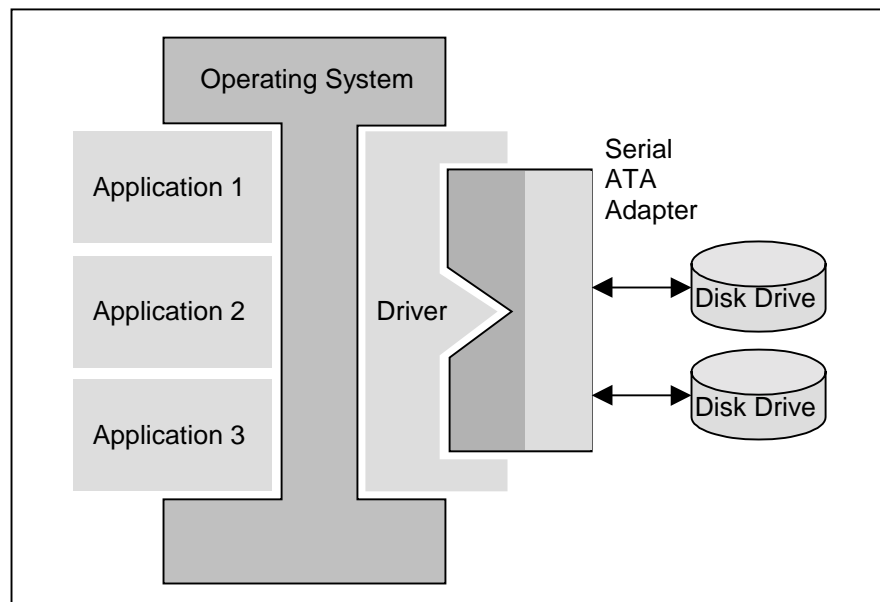 Operating System
Application 1
Application 2
Application 3
Driver
Serial
ATA
Adapter
Disk Drive
Disk Drive